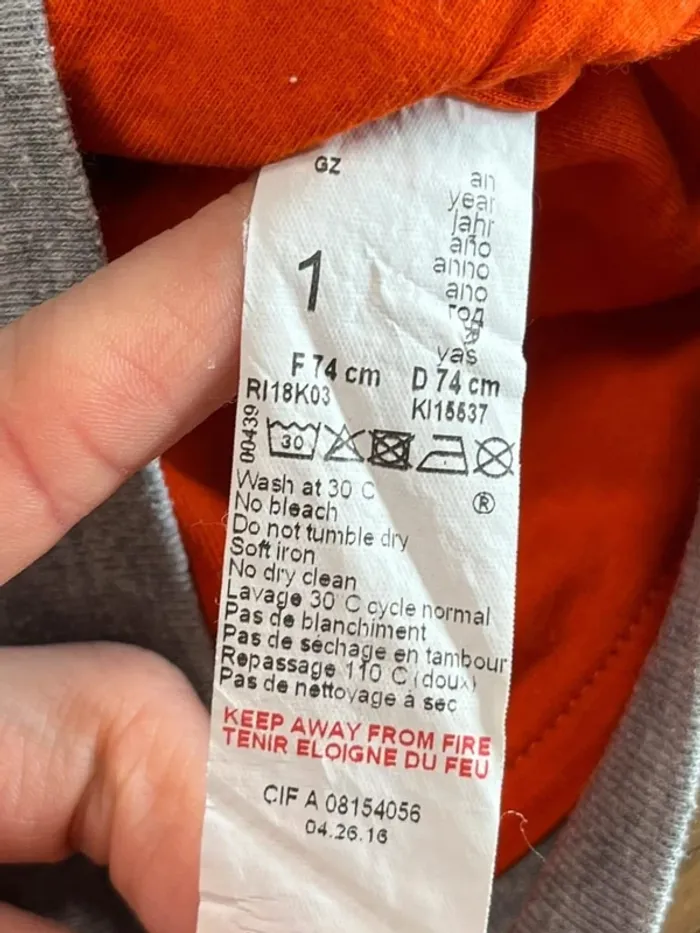 GZ
1
an
year
jahr
año
anno
ano
год
yas
F 74 cm D 74 cm
RI18K03 KI15537
00439
30
®
Wash at 30 C
No bleach
Do not tumble dry
Soft iron
No dry clean
Lavage 30 C cycle normal
Pas de blanchiment
Pas de séchage en tambour
Repassage 110 C (doux)
Pas de nettoyage à sec
KEEP AWAY FROM FIRE
TENIR ELOIGNE DU FEU
CIF A 08154056
04.26.16